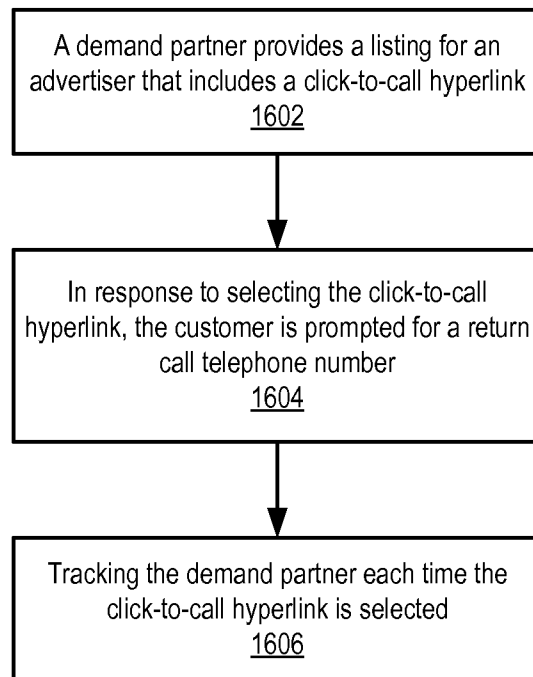 A demand partner provides a listing for an
advertiser that includes a click-to-call hyperlink
1602
In response to selecting the click-to-call
hyperlink, the customer is prompted for a return
call telephone number
1604
Tracking the demand partner each time the
click-to-call hyperlink is selected
1606